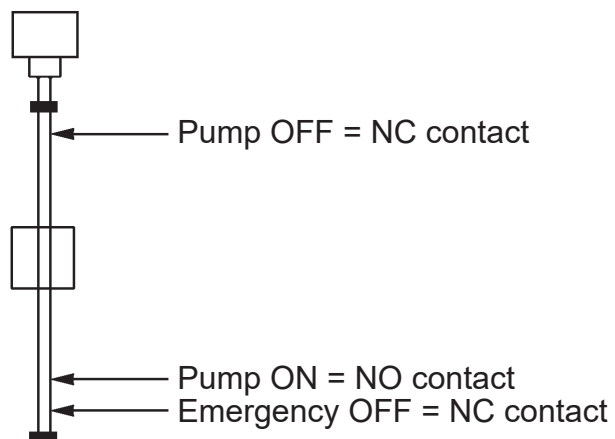 Pump OFF = NC contact
Pump ON = NO contact
Emergency OFF = NC contact